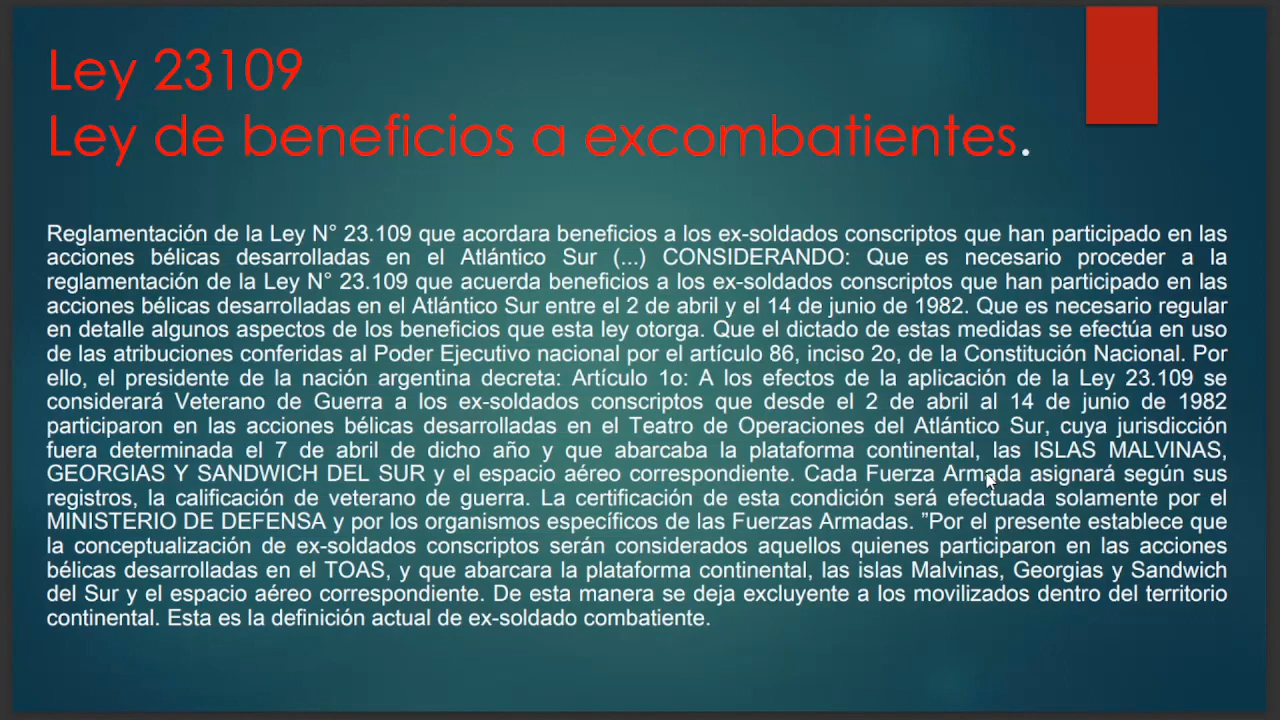 Ley 23109
Ley de beneficios a excombatientes.
Reglamentación de la Ley N° 23.109 que acordara beneficios a los ex-soldados conscriptos que han participado en las
acciones bélicas desarrolladas en el Atlántico Sur (...) CONSIDERANDO: Que es necesario proceder a la
reglamentación de la Ley N° 23.109 que acuerda beneficios a los ex-soldados conscriptos que han participado en las
acciones bélicas desarrolladas en el Atlántico Sur entre el 2 de abril y el 14 de junio de 1982. Que es necesario regular
en detalle algunos aspectos de los beneficios que esta ley otorga. Que el dictado de estas medidas se efectúa en uso
de las atribuciones conferidas al Poder Ejecutivo nacional por el artículo 86, inciso 2o, de la Constitución Nacional. Por
ello, el presidente de la nación argentina decreta: Artículo 1o: A los efectos de la aplicación de la Ley 23.109 se
considerará Veterano de Guerra a los ex-soldados conscriptos que desde el 2 de abril al 14 de junio de 1982
participaron en las acciones bélicas desarrolladas en el Teatro de Operaciones del Atlántico Sur, cuya jurisdicción
fuera determinada el 7 de abril de dicho año y que abarcaba la plataforma continental, las ISLAS MALVINAS,
GEORGIAS Y SANDWICH DEL SUR y el espacio aéreo correspondiente. Cada Fuerza Armada asignará según sus
registros, la calificación de veterano de guerra. La certificación de esta condición será efectuada solamente por el
MINISTERIO DE DEFENSA y por los organismos específicos de las Fuerzas Armadas. ”Por el presente establece que
la conceptualización de ex-soldados conscriptos serán considerados aquellos quienes participaron en las acciones
bélicas desarrolladas en el TOAS, y que abarcara la plataforma continental, las islas Malvinas, Georgias y Sandwich
del Sur y el espacio aéreo correspondiente. De esta manera se deja excluyente a los movilizados dentro del territorio
continental. Esta es la definición actual de ex-soldado combatiente.